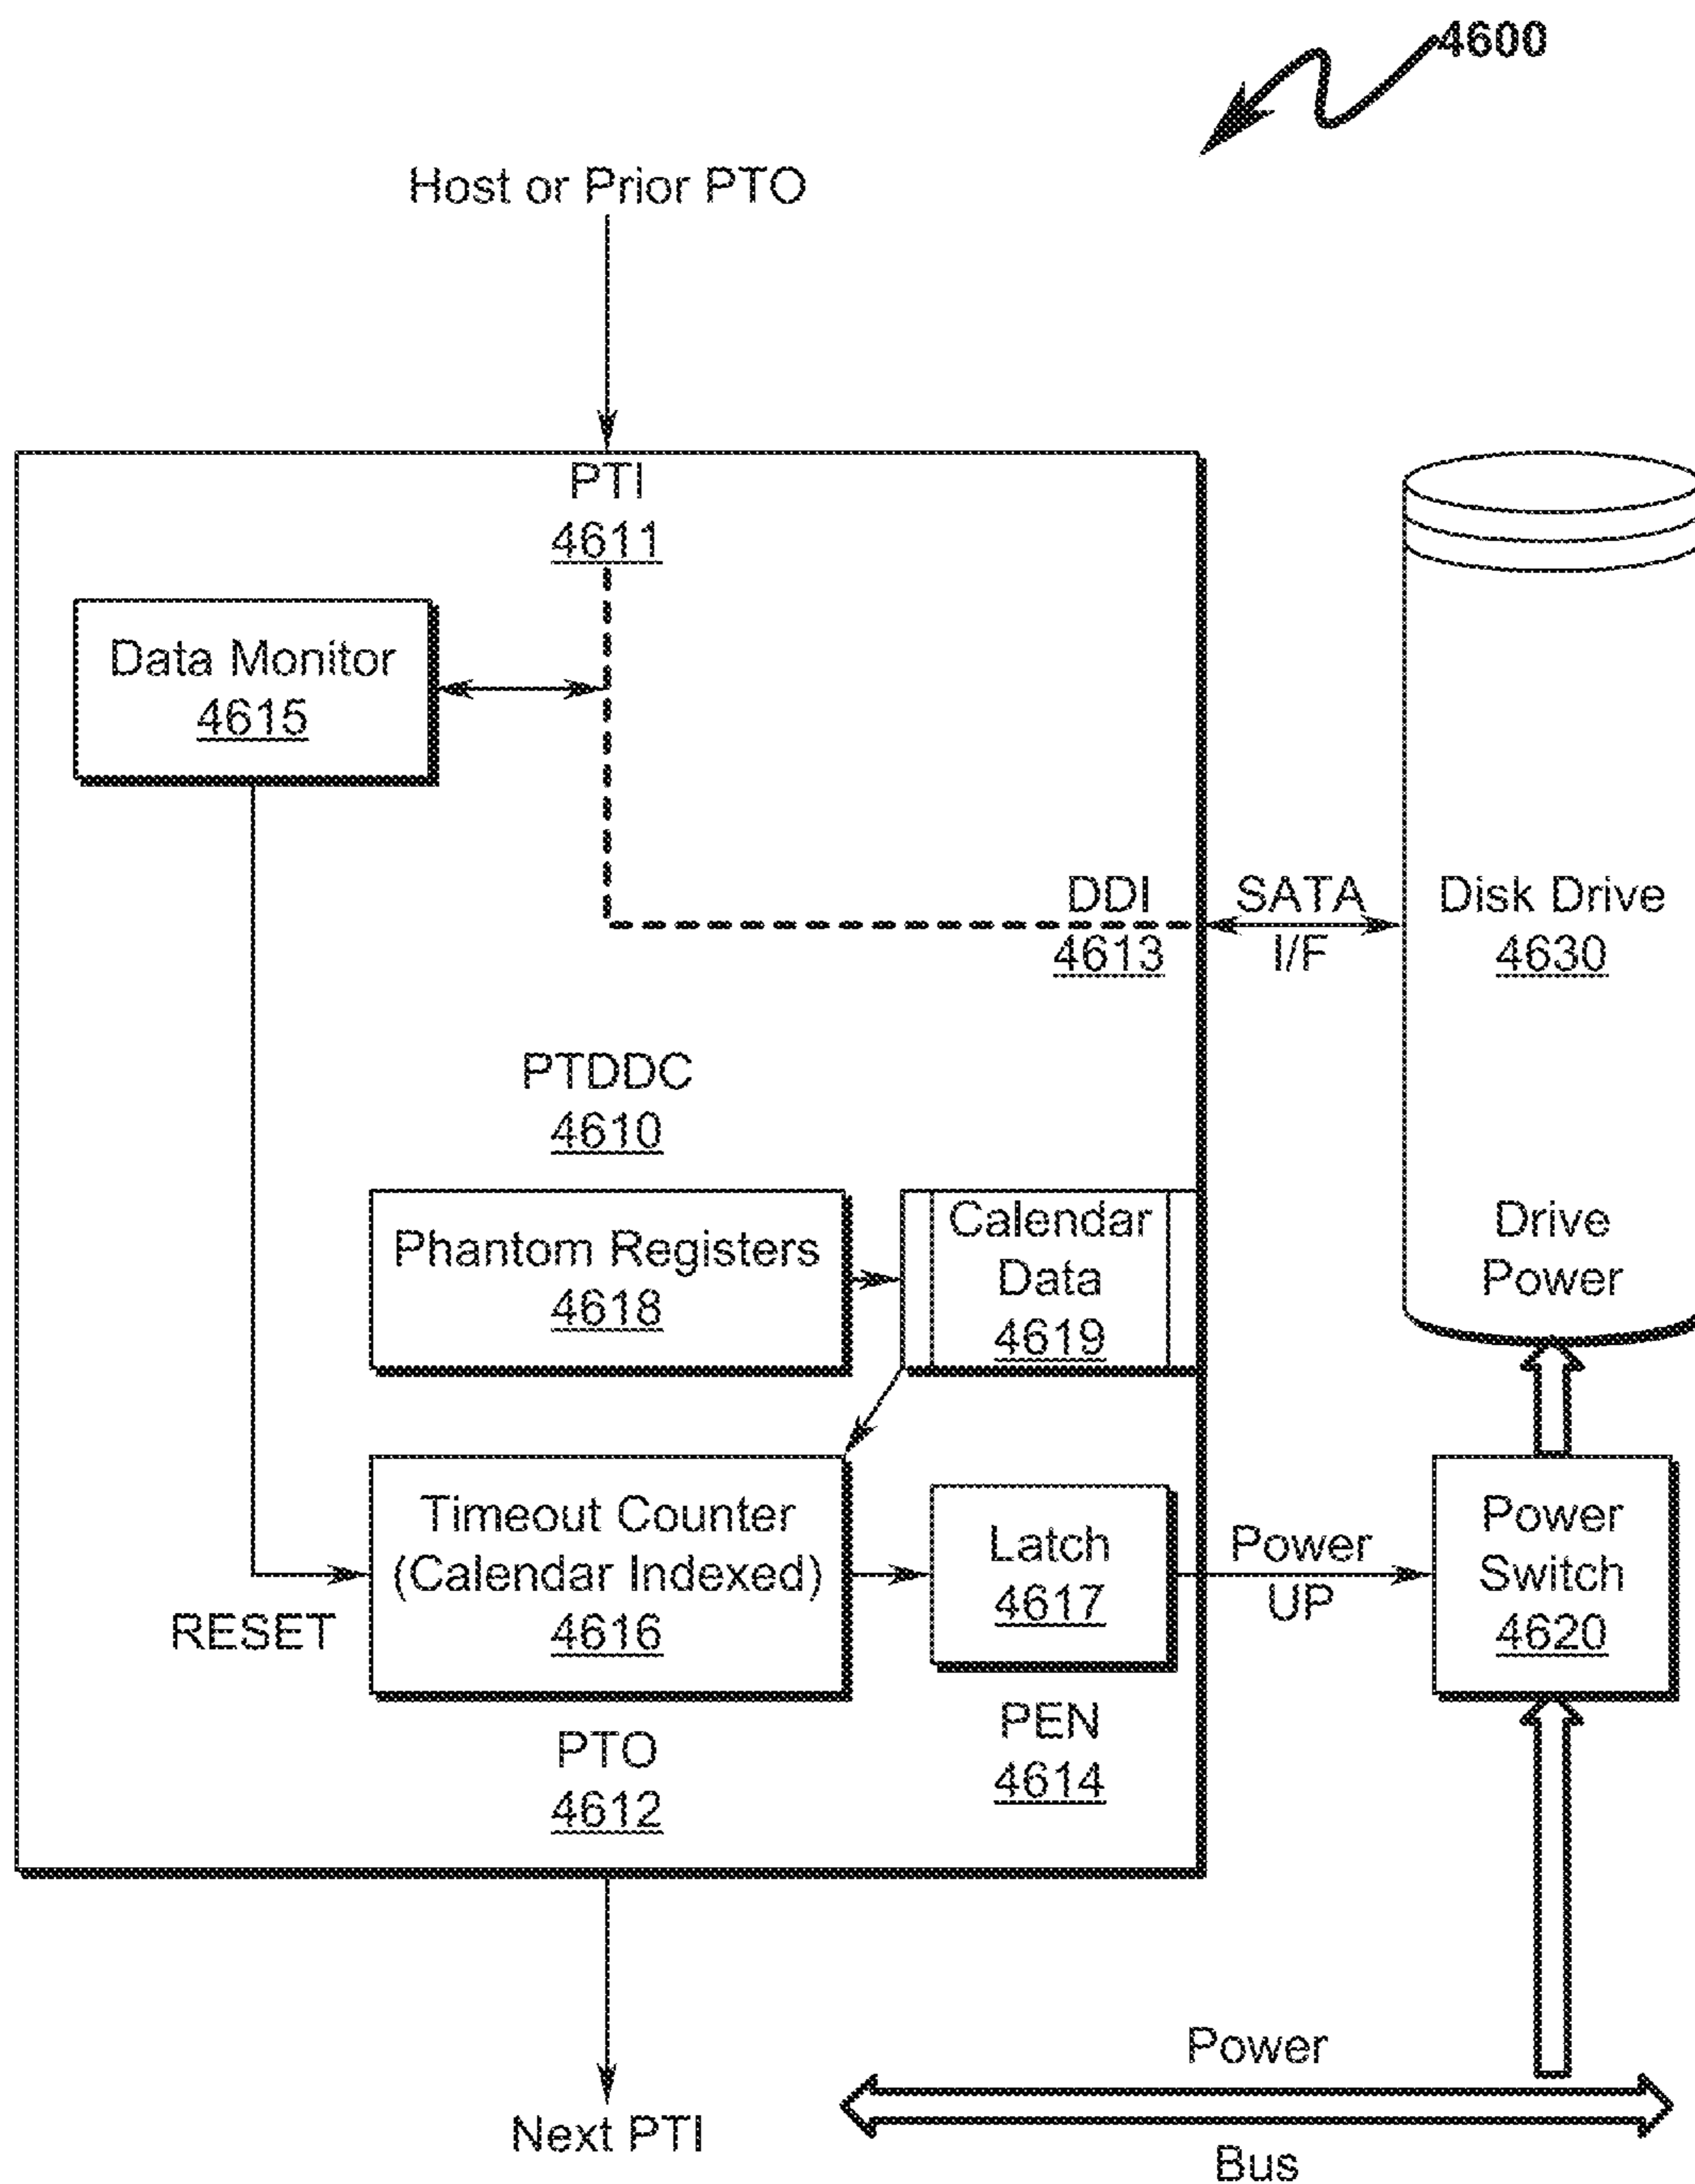 4600
Host or Prior PTO
PTI
4611
Data Monitor
4615
DDI
4613
SATA
I/F
Disk Drive
4630
PTDDC
4610
Phantom Registers
4618
Calendar
Data
4619
Drive
Power
Timeout Counter
(Calendar Indexed)
4616
RESET
Latch
4617
Power
UP
Power
Switch
4620
PTO
4612
PEN
4614
Next PTI
Power
Bus